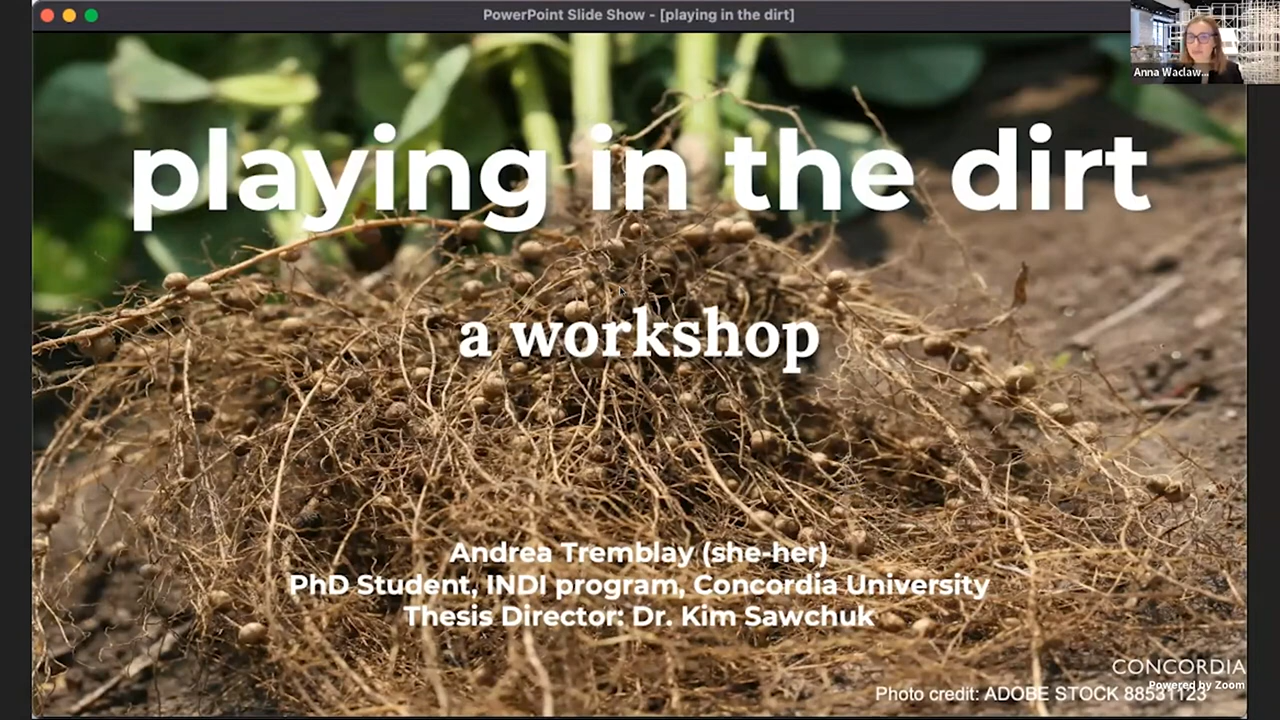 PowerPoint Slide Show - [playing in the dirt]
Anna Waclaw...
playing in the dirt
a workshop
Andrea Tremblay (she-her)
PhD Student, INDI program, Concordia University
Thesis Director: Dr. Kim Sawchuk
CONCORDIA
Powered by Zoom
Photo credit: ADOBE STOCK 88531123